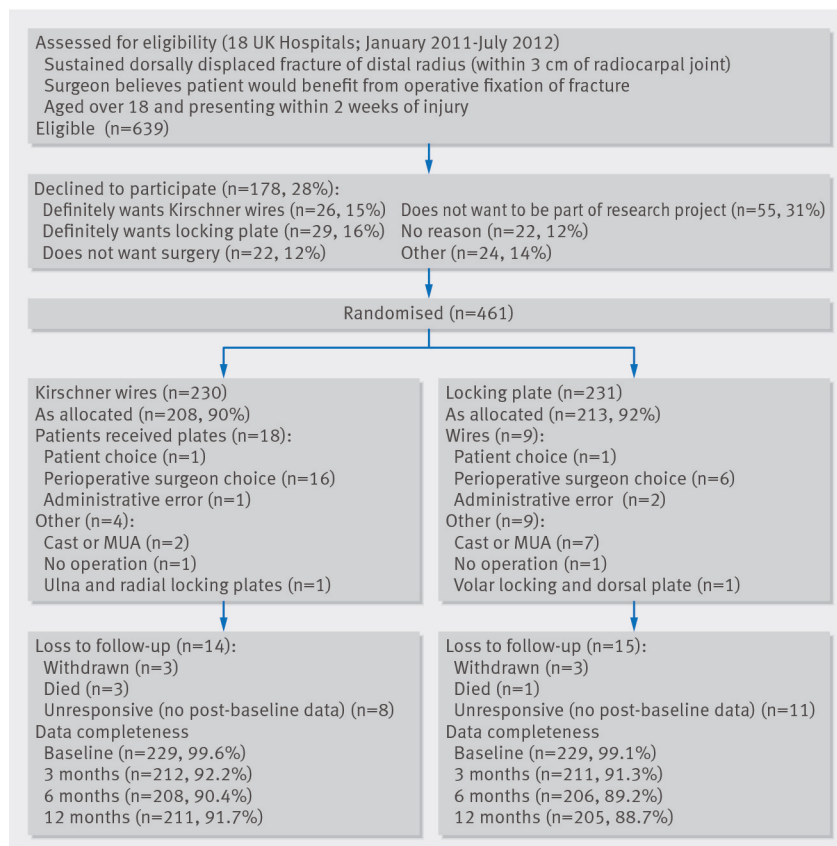 Assessed for eligibility (18 UK Hospitals; January 2011-July 2012)
Sustained dorsally displaced fracture of distal radius (within 3 cm of radiocarpal joint)
Surgeon believes patient would benefit from operative fixation of fracture
Aged over 18 and presenting within 2 weeks of injury
Eligible (n=639)
Declined to participate (n=178, 28%):
Definitely wants Kirschner wires (n=26, 15%)
Definitely wants locking plate (n=29, 16%)
Does not want surgery (n=22, 12%)
Does not want to be part of research project (n=55, 31%)
No reason (n=22, 12%)
Other (n=24, 14%)
Randomised (n=461)
Kirschner wires (n=230)
As allocated (n=208, 90%)
Patients received plates (n=18):
Patient choice (n=1)
Perioperative surgeon choice (n=16)
Administrative error (n=1)
Other (n=4):
Cast or MUA (n=2)
No operation (n=1)
Ulna and radial locking plates (n=1)
Locking plate (n=231)
As allocated (n=213, 92%)
Wires (n=9):
Patient choice (n=1)
Perioperative surgeon choice (n=6)
Administrative error (n=2)
Other (n=9):
Cast or MUA (n=7)
No operation (n=1)
Volar locking and dorsal plate (n=1)
Loss to follow-up (n=14):
Withdrawn (n=3)
Died (n=3)
Unresponsive (no post-baseline data) (n=8)
Data completeness
Baseline (n=229, 99.6%)
3 months (n=212, 92.2%)
6 months (n=208, 90.4%)
12 months (n=211, 91.7%)
Loss to follow-up (n=15):
Withdrawn (n=3)
Died (n=1)
Unresponsive (no post-baseline data) (n=11)
Data completeness
Baseline (n=229, 99.1%)
3 months (n=211, 91.3%)
6 months (n=206, 89.2%)
12 months (n=205, 88.7%)